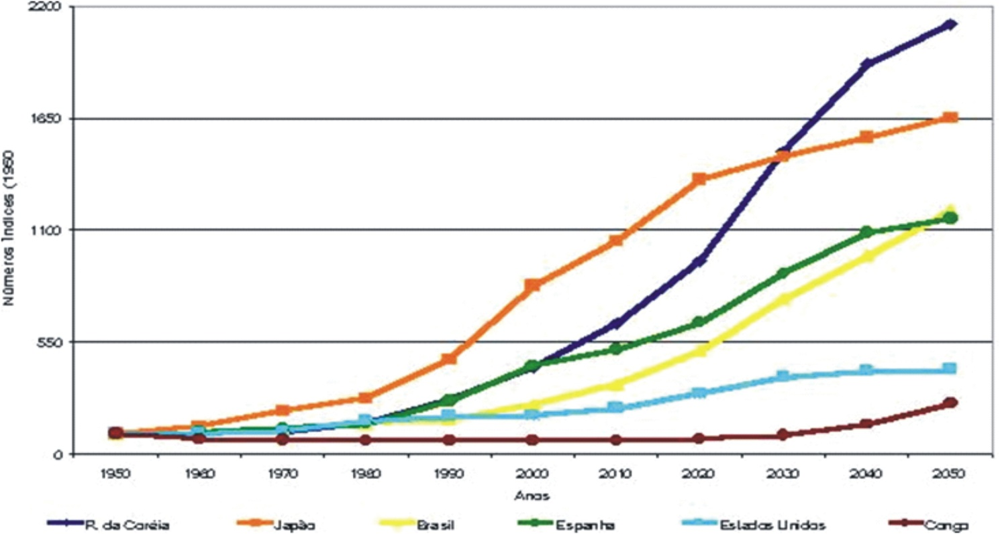 2200
1650
1100
550
0
Números Índices (1950
1950 1960 1970 1980 1990 2000 2010 2020 2030 2040 2050
Anos
R. da Coréia Japão Brasil Espanha Estados Unidos Congo